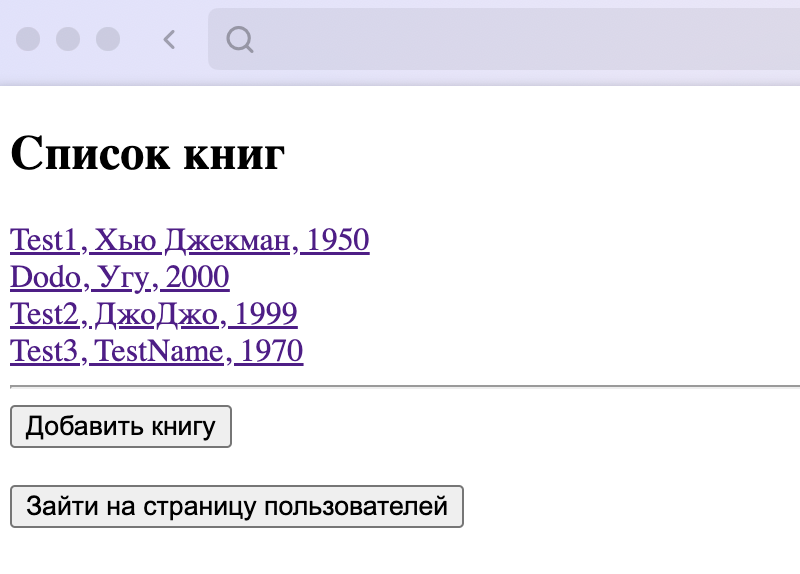 Список книг
Test1, Хью Джекман, 1950
Dodo, Угу, 2000
Test2, ДжоДжо, 1999
Test3, TestName, 1970
Добавить книгу
Зайти на страницу пользователей